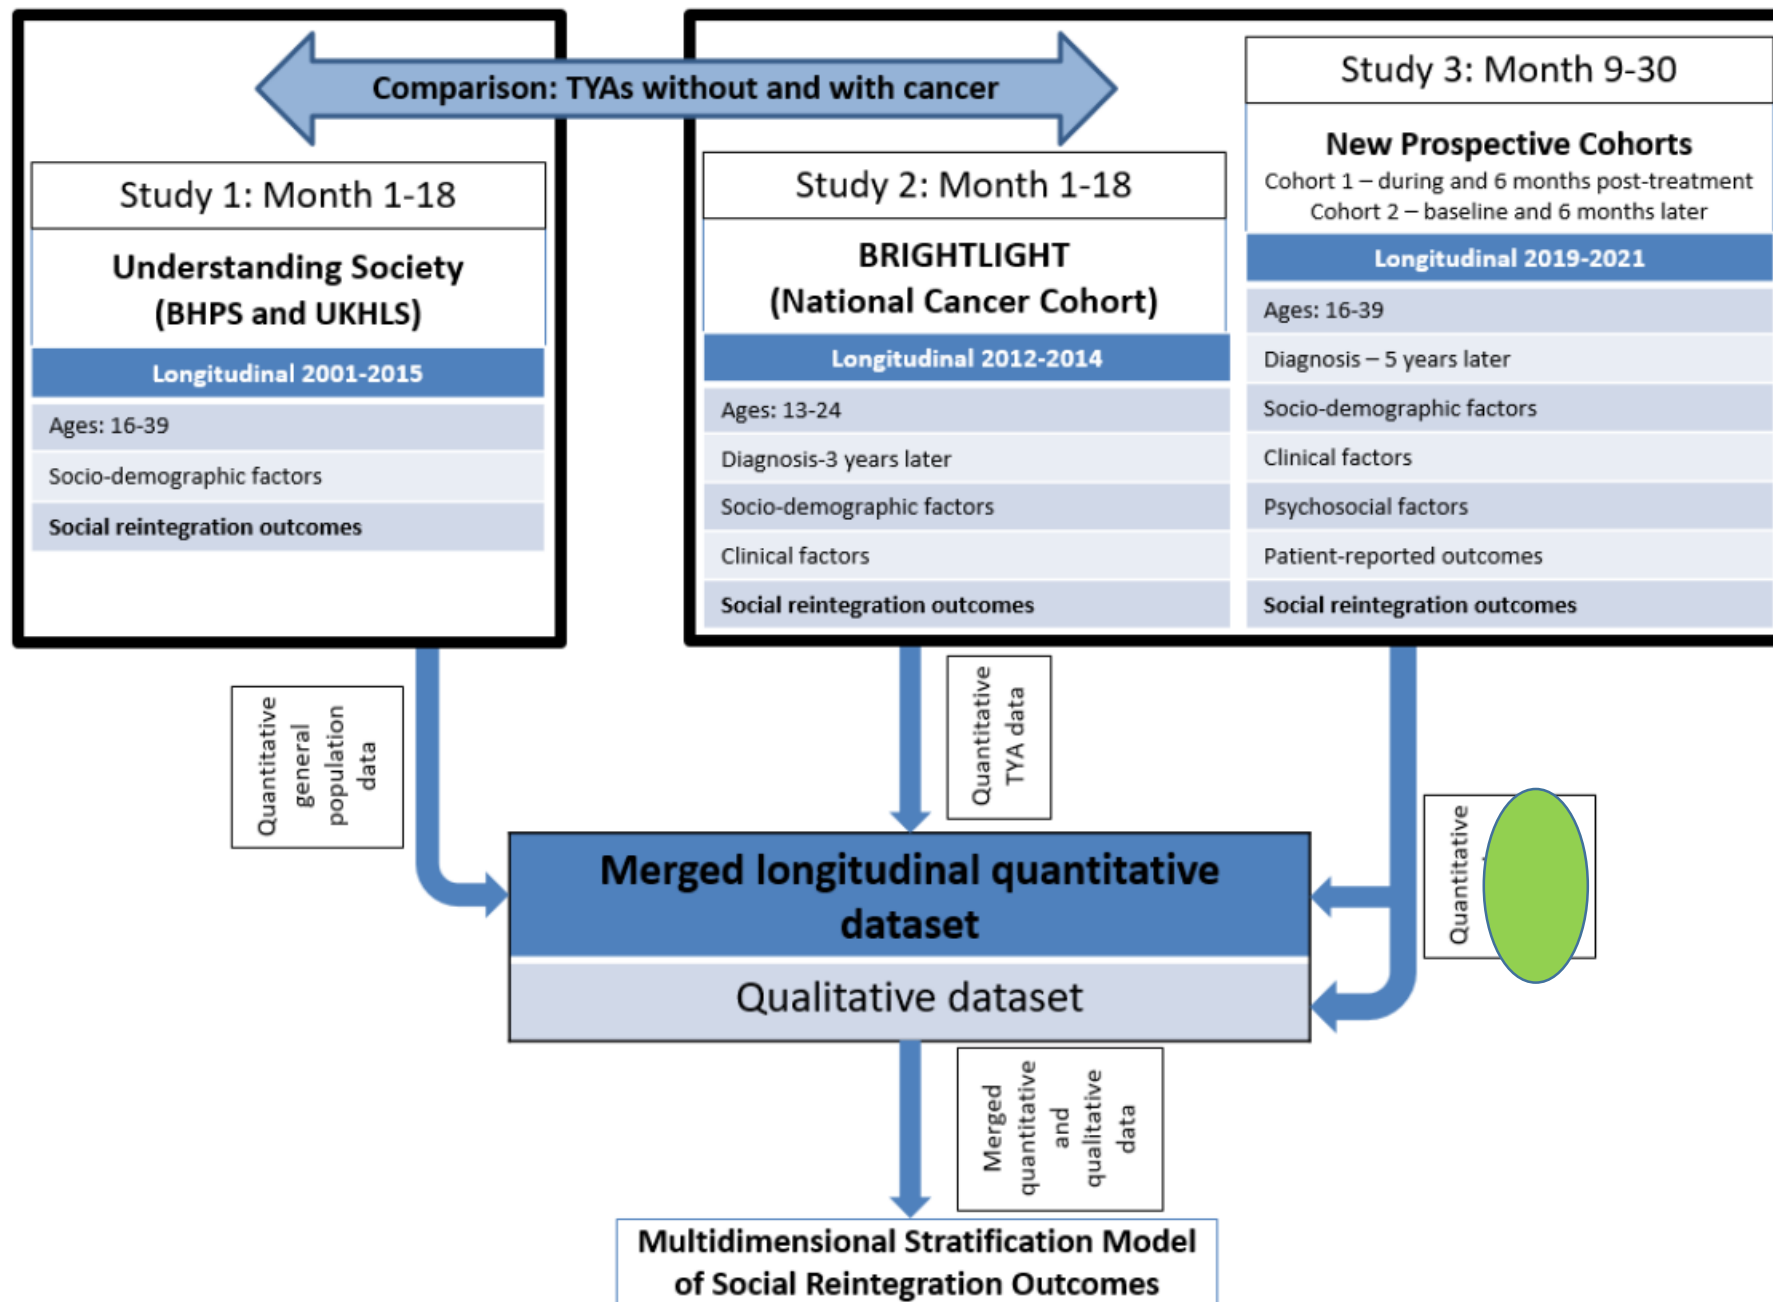 Comparison: TYAs without and with cancer
Study 1: Month 1-18
Understanding Society
(BHPS and UKHLS)
Longitudinal 2001-2015
Ages: 16-39
Socio-demographic factors
Social reintegration outcomes
Study 2: Month 1-18
BRIGHTLIGHT
(National Cancer Cohort)
Longitudinal 2012-2014
Ages: 13-24
Diagnosis-3 years later
Socio-demographic factors
Clinical factors
Social reintegration outcomes
Study 3: Month 9-30
New Prospective Cohorts
Cohort 1 – during and 6 months post-treatment
Cohort 2 – baseline and 6 months later
Longitudinal 2019-2021
Ages: 16-39
Diagnosis – 5 years later
Socio-demographic factors
Clinical factors
Psychosocial factors
Patient-reported outcomes
Social reintegration outcomes
Quantitative
general
population
data
Quantitative
TYA data
Quantitative
Merged longitudinal quantitative
dataset
Qualitative dataset
Merged
quantitative
and
qualitative
data
Multidimensional Stratification Model
of Social Reintegration Outcomes